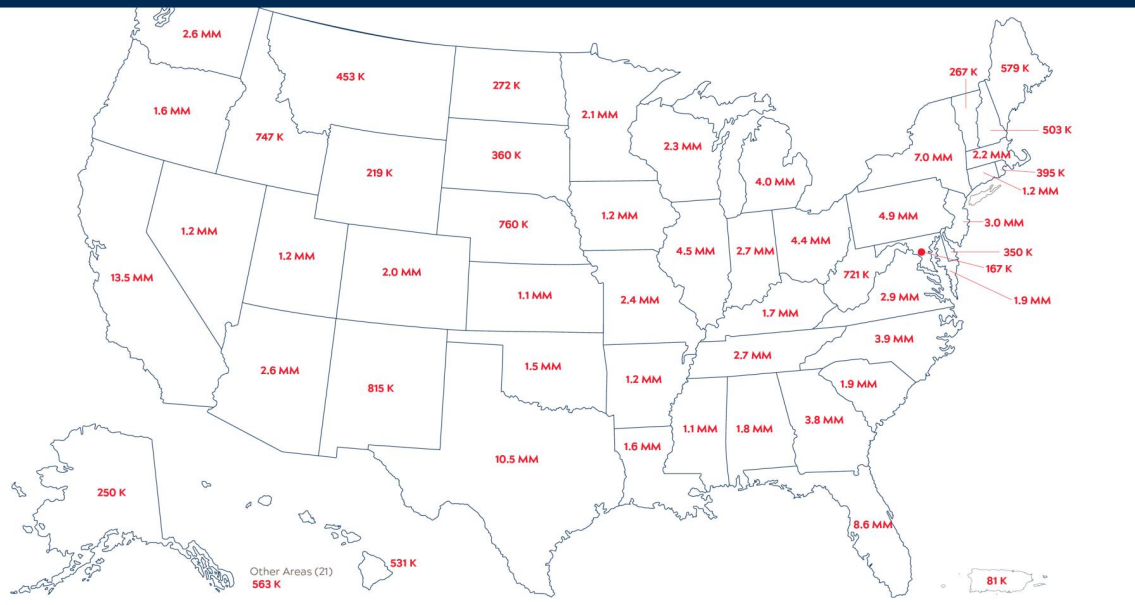 2.6 MM
453 K
272 K
2.1 MM
267 K
579 K
1.6 MM
747 K
360 K
2.3 MM
503 K
7.0 MM
2.2 MM
219 K
4.0 MM
395 K
1.2 MM
1.2 MM
760 K
1.2 MM
4.9 MM
3.0 MM
13.5 MM
1.2 MM
2.0 MM
4.5 MM
2.7 MM
4.4 MM
350 K
167 K
721 K
1.1 MM
2.4 MM
2.9 MM
1.9 MM
1.7 MM
3.9 MM
2.6 MM
815 K
1.5 MM
2.7 MM
1.2 MM
1.9 MM
1.1 MM
1.8 MM
3.8 MM
1.6 MM
10.5 MM
250 K
8.6 MM
531 K
Other Areas (21)
563 K
81 K